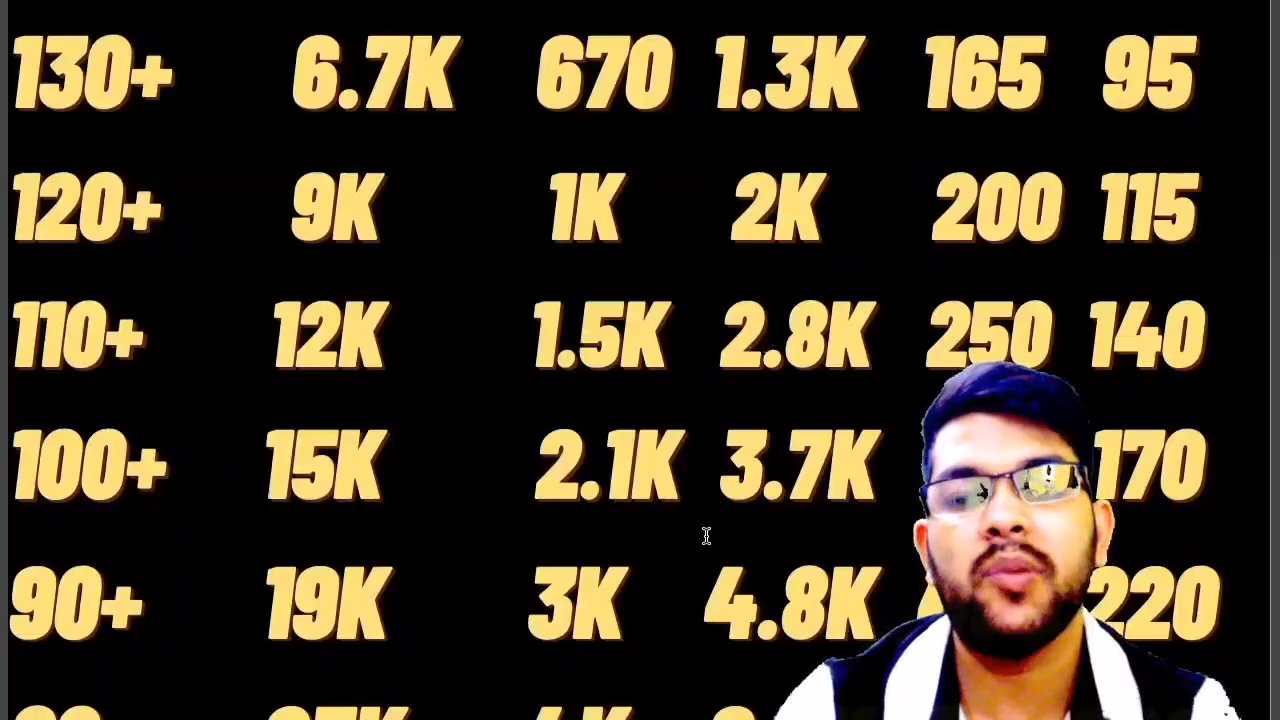 130+ 6.7K 670 1.3K 165 95
120+ 9K 1K 2K 200 115
110+ 12K 1.5K 2.8K 250 140
100+ 15K 2.1K 3.7K 170
90+ 19K 3K 4.8K 220